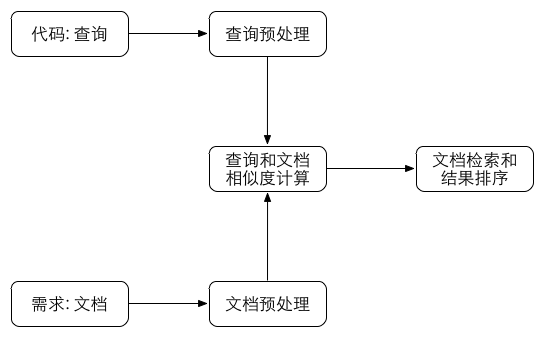 代码: 查询
查询预处理
查询和文档
相似度计算
文档检索和
结果排序
需求: 文档
文档预处理